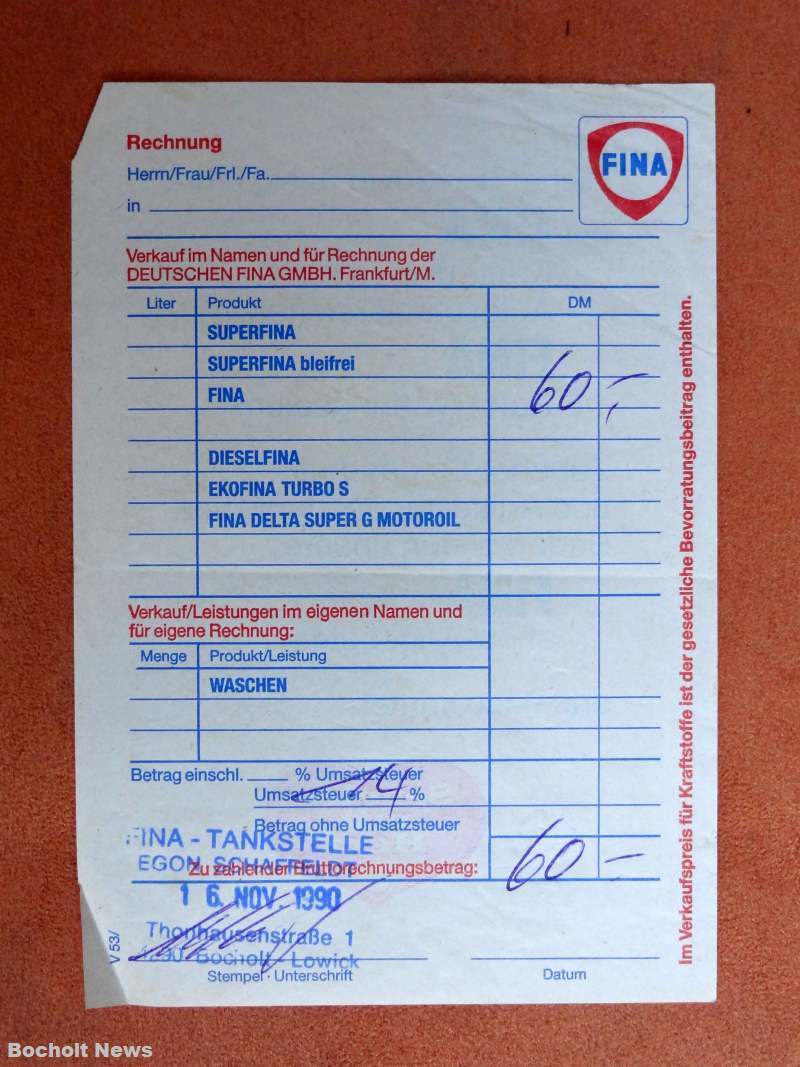 Rechnung
FINA
Herrn/Frau/Frl./Fa.
in
Verkauf im Namen und für Rechnung der
DEUTSCHEN FINA GMBH. Frankfurt/M.
Liter Produkt DM
SUPERFINA
SUPERFINA bleifrei
FINA 60,-
DIESELFINA
EKOFINA TURBO S
FINA DELTA SUPER G MOTOROIL
Verkauf/Leistungen im eigenen Namen und
für eigene Rechnung:
Menge Produkt/Leistung
WASCHEN
Betrag einschl. % Umsatzsteuer
Umsatzsteuer 14 %
Betrag ohne Umsatzsteuer
FINA - TANKSTELLE
EGON
Zu zahlender Bruttorechnungsbetrag: 60 -
1 6. NOV. 1990
Thonhausenstraße 1
Bocholt - Lowick
Stempel · Unterschrift Datum
V 53/
Im Verkaufspreis für Kraftstoffe ist der gesetzliche Bevorratungsbeitrag enthalten.
Bocholt News